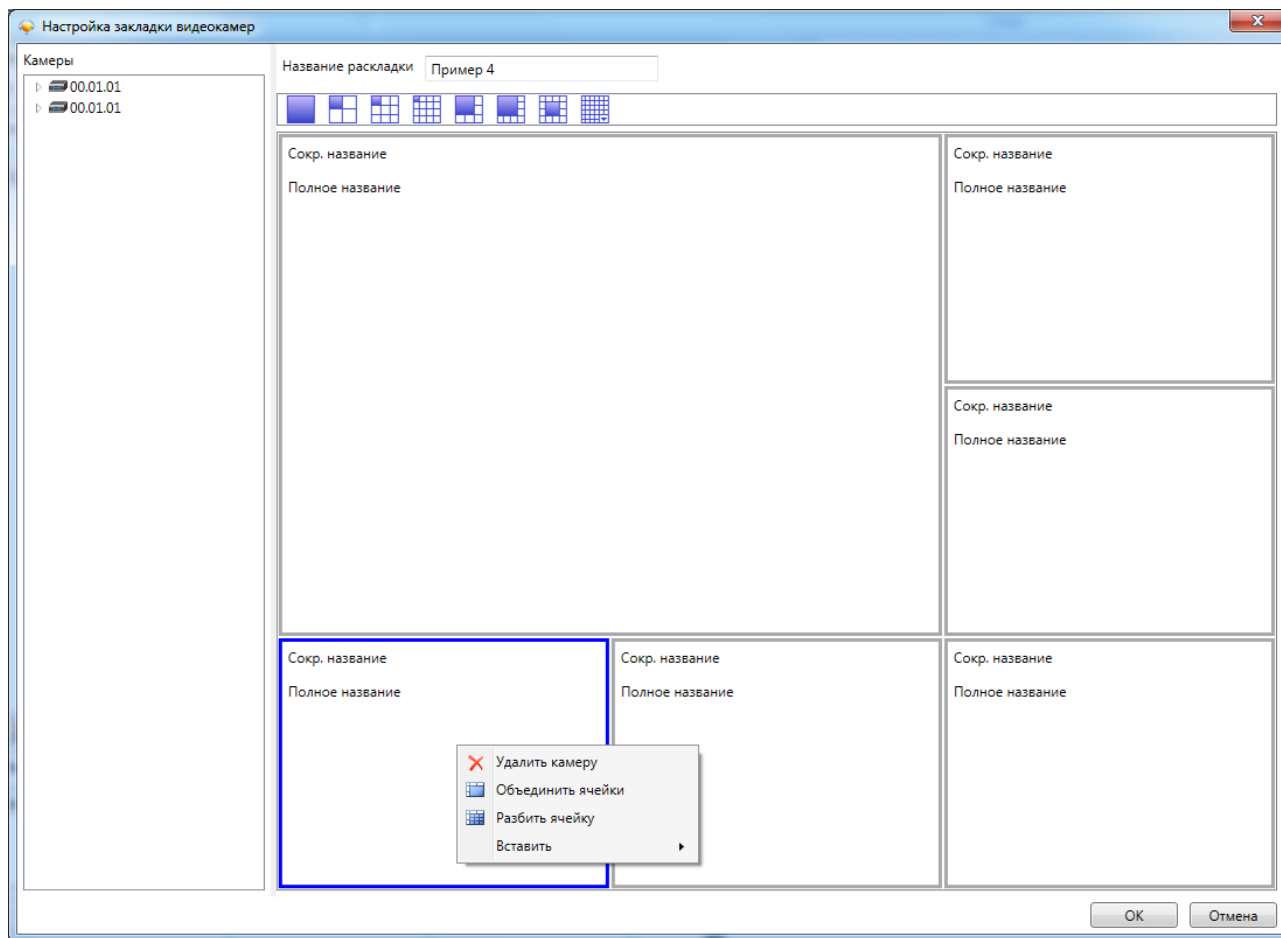 Настройка закладки видеокамер
Камеры
00.01.01
00.01.01
Название раскладки Пример 4
Сокр. название
Полное название
Сокр. название
Полное название
Сокр. название
Полное название
Сокр. название
Полное название
Сокр. название
Полное название
Сокр. название
Полное название
Удалить камеру
Объединить ячейки
Разбить ячейку
Вставить
OK
Отмена